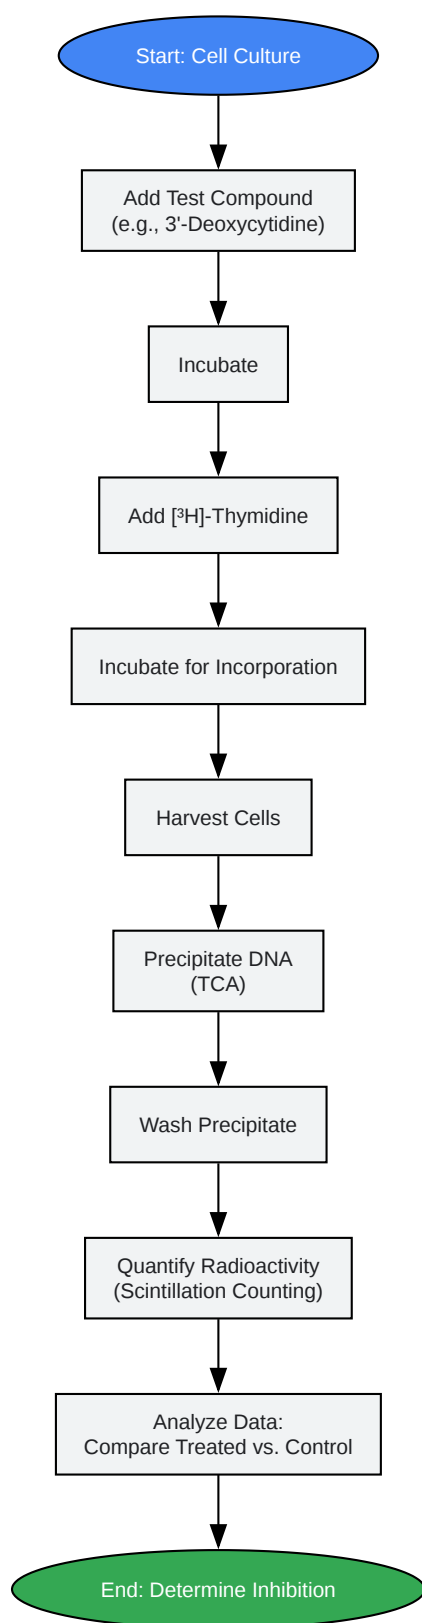 Start: Cell Culture
Add Test Compound
(e.g., 3'-Deoxycytidine)
Incubate
Add [³H]-Thymidine
Incubate for Incorporation
Harvest Cells
Precipitate DNA
(TCA)
Wash Precipitate
Quantify Radioactivity
(Scintillation Counting)
Analyze Data:
Compare Treated vs. Control
End: Determine Inhibition